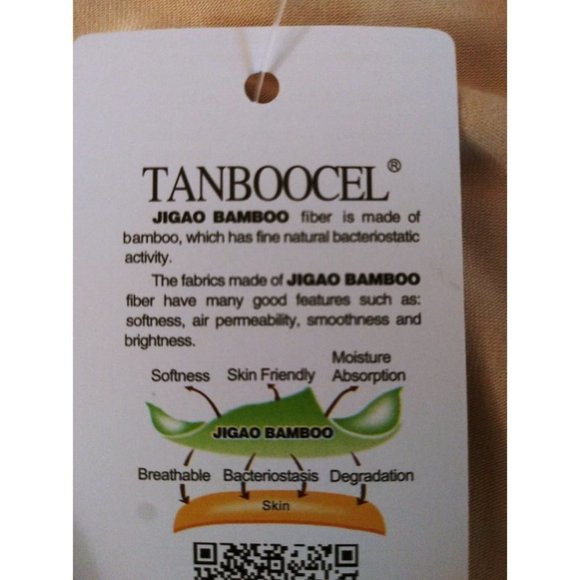 TANBOOCEL®
JIGAO BAMBOO fiber is made of
bamboo, which has fine natural bacteriostatic
activity.
The fabrics made of JIGAO BAMBOO
fiber have many good features such as:
softness, air permeability, smoothness and
brightness.
Softness Skin Friendly Moisture
Absorption
JIGAO BAMBOO
Breathable Bacteriostasis Degradation
Skin